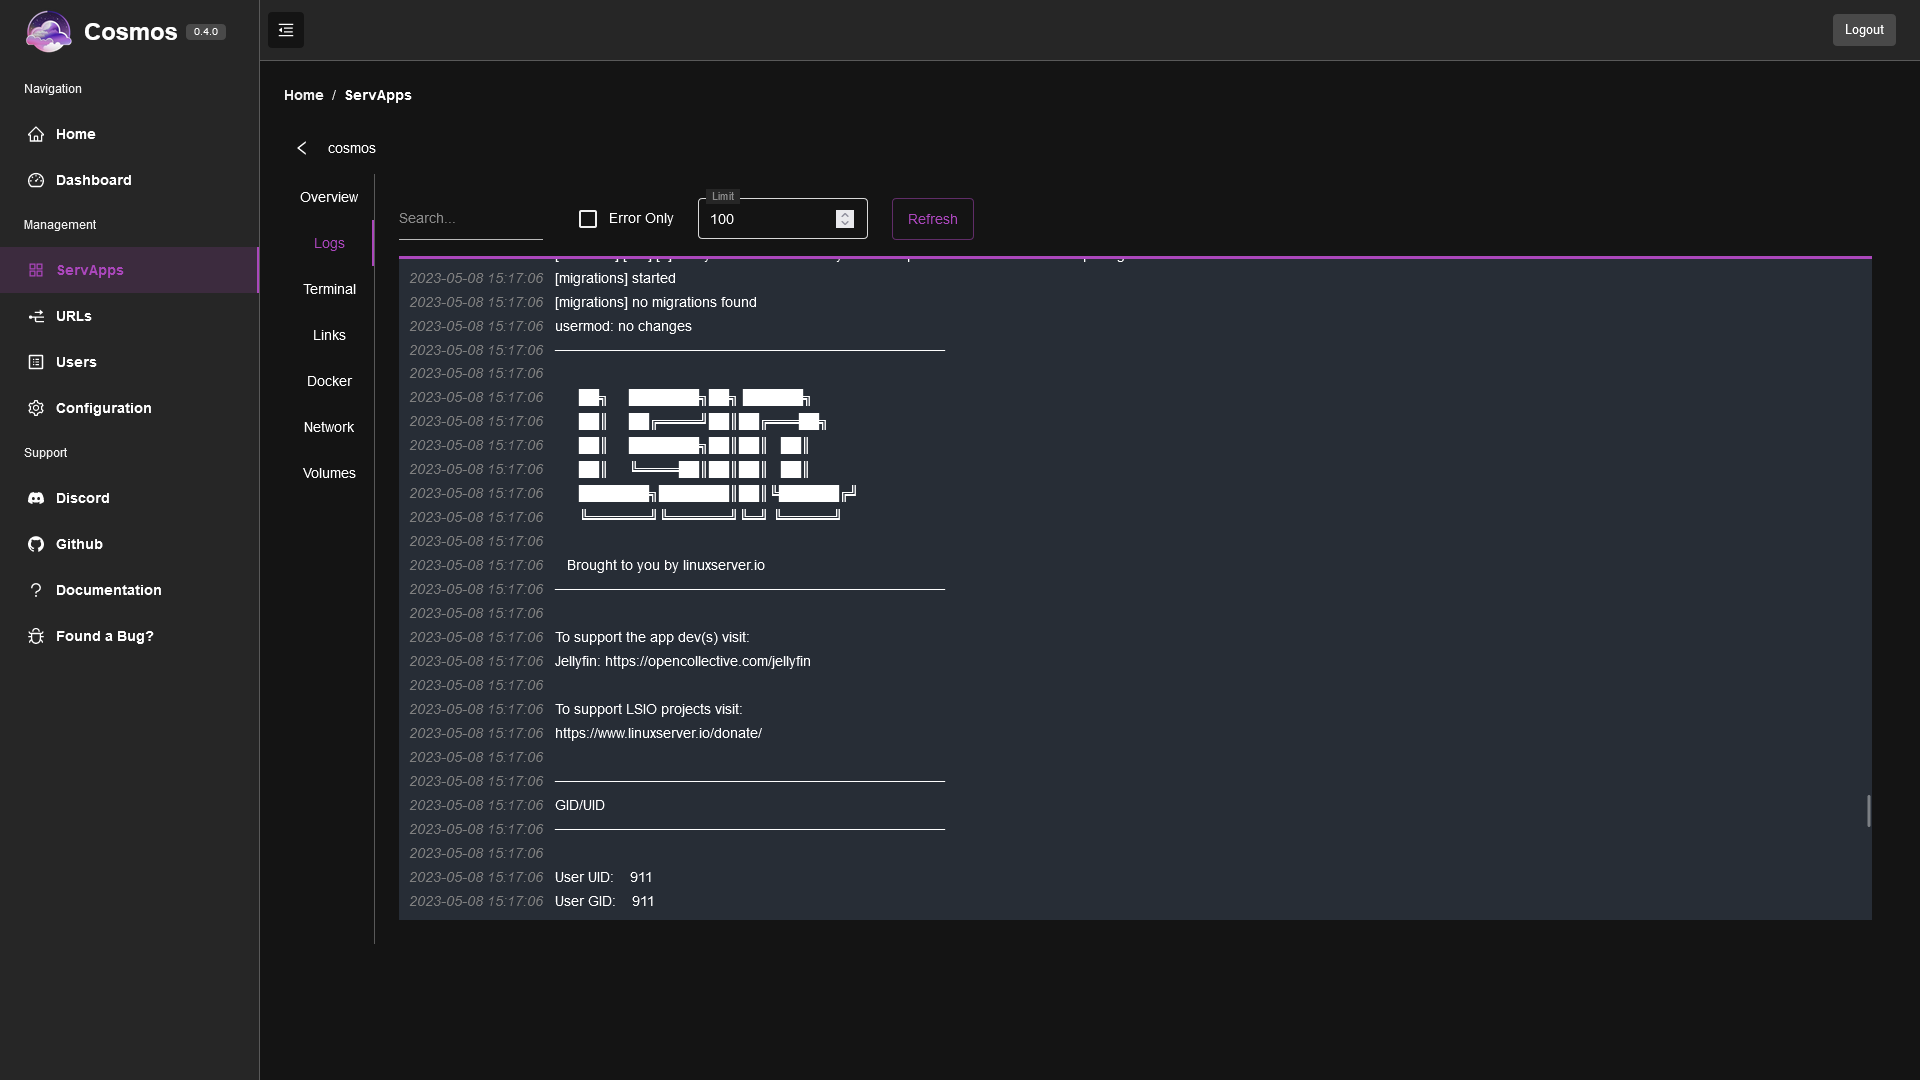 Cosmos 0.4.0
Logout
Navigation
Home
Dashboard
Management
ServApps
URLs
Users
Configuration
Support
Discord
Github
Documentation
Found a Bug?
Home / ServApps
cosmos
Overview
Logs
Terminal
Links
Docker
Network
Volumes
Search...
Error Only
Limit
100
Refresh
2023-05-08 15:17:06 [migrations] started
2023-05-08 15:17:06 [migrations] no migrations found
2023-05-08 15:17:06 usermod: no changes
2023-05-08 15:17:06
2023-05-08 15:17:06
2023-05-08 15:17:06
2023-05-08 15:17:06
2023-05-08 15:17:06
2023-05-08 15:17:06
2023-05-08 15:17:06
2023-05-08 15:17:06
2023-05-08 15:17:06
2023-05-08 15:17:06 Brought to you by linuxserver.io
2023-05-08 15:17:06
2023-05-08 15:17:06
2023-05-08 15:17:06 To support the app dev(s) visit:
2023-05-08 15:17:06 Jellyfin: https://opencollective.com/jellyfin
2023-05-08 15:17:06
2023-05-08 15:17:06 To support LSIO projects visit:
2023-05-08 15:17:06 https://www.linuxserver.io/donate/
2023-05-08 15:17:06
2023-05-08 15:17:06
2023-05-08 15:17:06 GID/UID
2023-05-08 15:17:06
2023-05-08 15:17:06
2023-05-08 15:17:06 User UID: 911
2023-05-08 15:17:06 User GID: 911